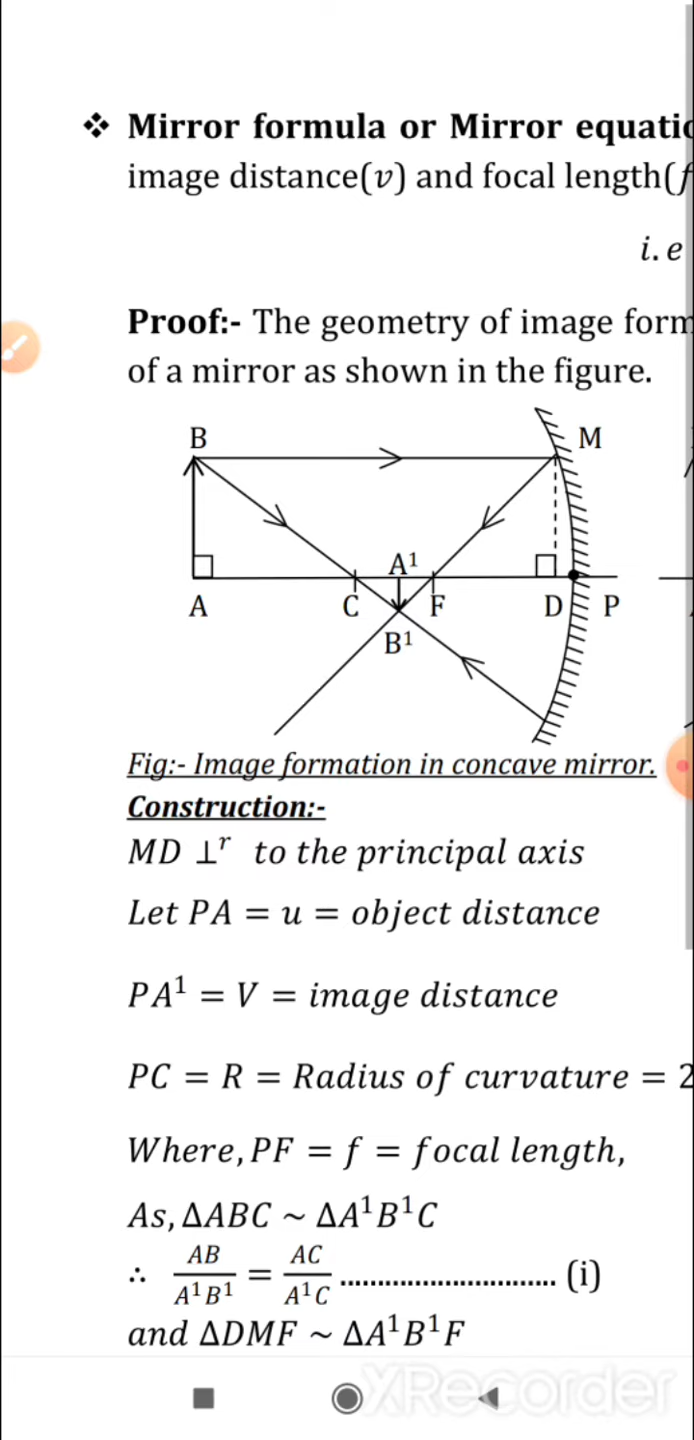 ❖ Mirror formula or Mirror
image distance(v) and focal length(f
i.e
Proof:- The geometry of image form
of a mirror as shown in the figure.
B
M
A¹
A
C
F
D
P
B¹
Fig:- Image formation in concave mirror.
Construction:-
MD ⊥ʳ to the principal axis
Let PA = u = object distance
PA¹ = V = image distance
PC = R = Radius of curvature = 2
Where, PF = f = focal length,
As, ΔABC ~ ΔA¹B¹C
∴ AB/A¹B¹ = AC/A¹C ............................. (i)
and ΔDMF ~ ΔA¹B¹F
XRecorder